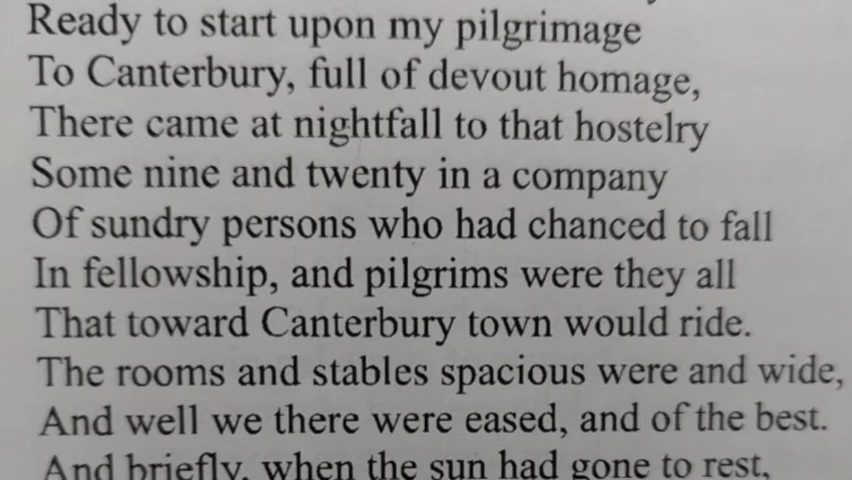 Ready to start upon my pilgrimage
To Canterbury, full of devout homage,
There came at nightfall to that hostelry
Some nine and twenty in a company
Of sundry persons who had chanced to fall
In fellowship, and pilgrims were they all
That toward Canterbury town would ride.
The rooms and stables spacious were and wide,
And well we there were eased, and of the best.
And briefly, when the sun had gone to rest,